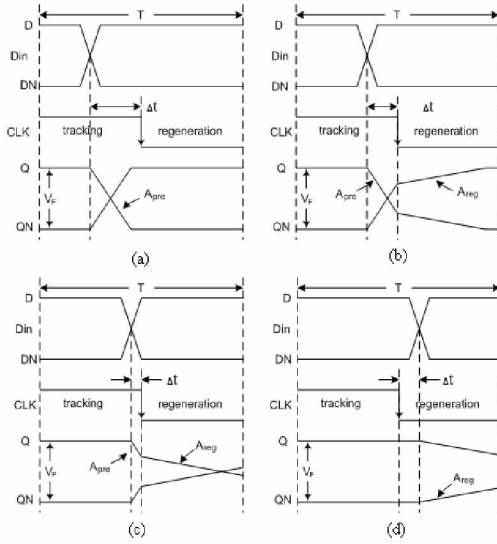 T
D
Din
DN
Δt
CLK
tracking
regeneration
Q
VF
QN
Apre
(a)
T
D
Din
DN
Δt
CLK
tracking
regeneration
Q
VF
QN
Apre
Areg
(b)
T
D
Din
DN
Δt
CLK
tracking
regeneration
Q
VF
QN
Apre
Areg
(c)
T
D
Din
DN
Δt
CLK
tracking
regeneration
Q
VF
QN
Areg
(d)